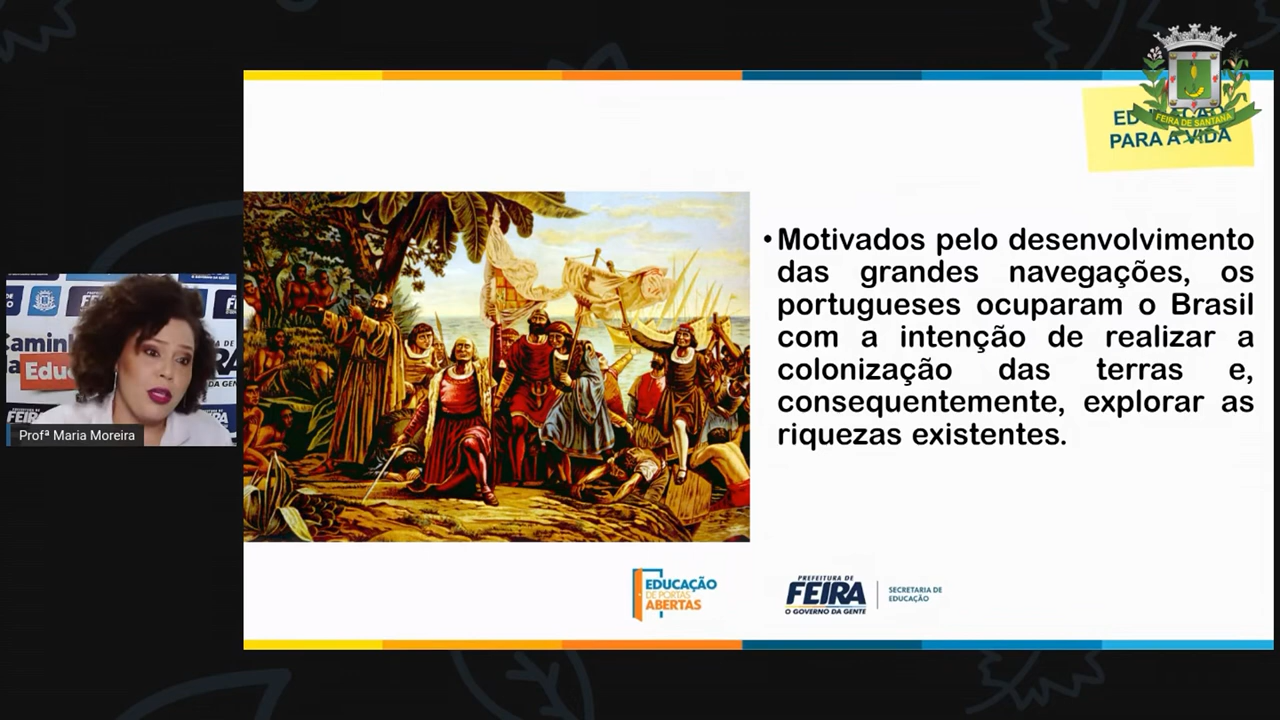 EDUCAÇÃO
PARA A VIDA
FEIRA DE SANTANA
• Motivados pelo desenvolvimento
das grandes navegações, os
portugueses ocuparam o Brasil
com a intenção de realizar a
colonização das terras e,
consequentemente, explorar as
riquezas existentes.
Profª Maria Moreira
EDUCAÇÃO
DE PORTAS
ABERTAS
PREFEITURA DE
FEIRA
O GOVERNO DA GENTE
SECRETARIA DE
EDUCAÇÃO